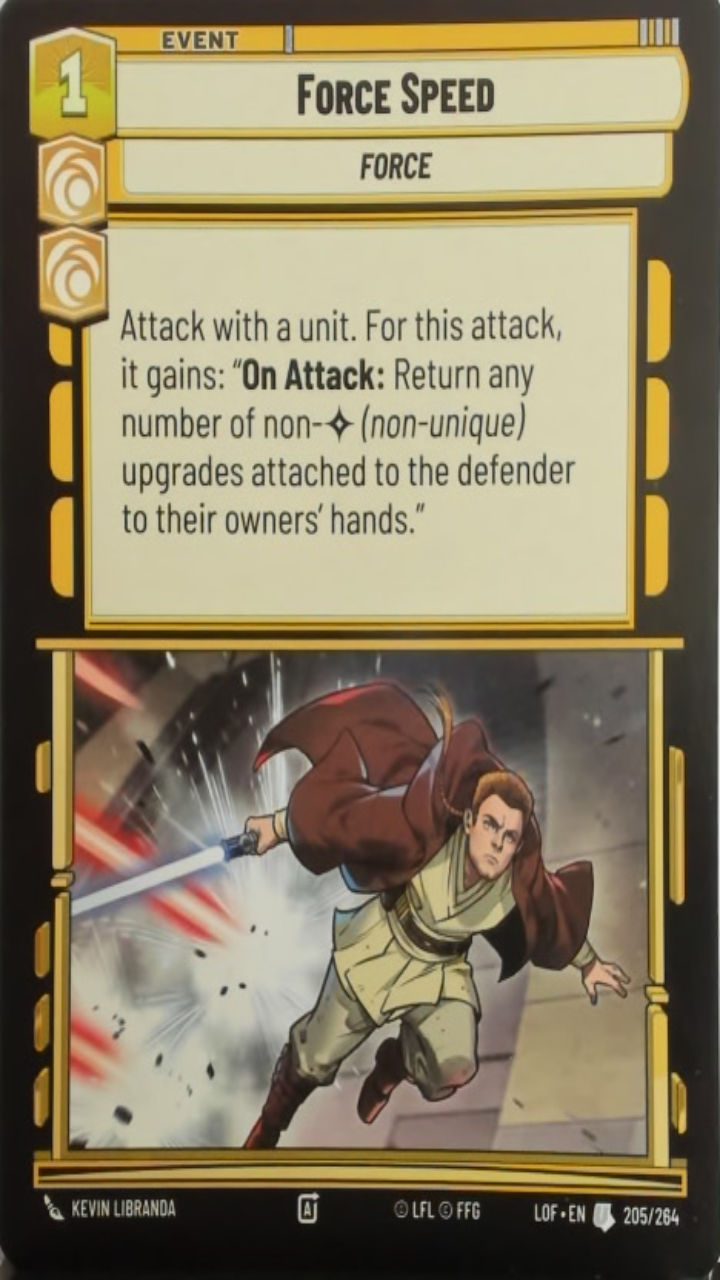 EVENT
1
FORCE SPEED
FORCE
Attack with a unit. For this attack,
it gains: “On Attack: Return any
number of non-⟡ (non-unique)
upgrades attached to the defender
to their owners’ hands.”
KEVIN LIBRANDA
A
© LFL © FFG
LOF • EN
U
205/264